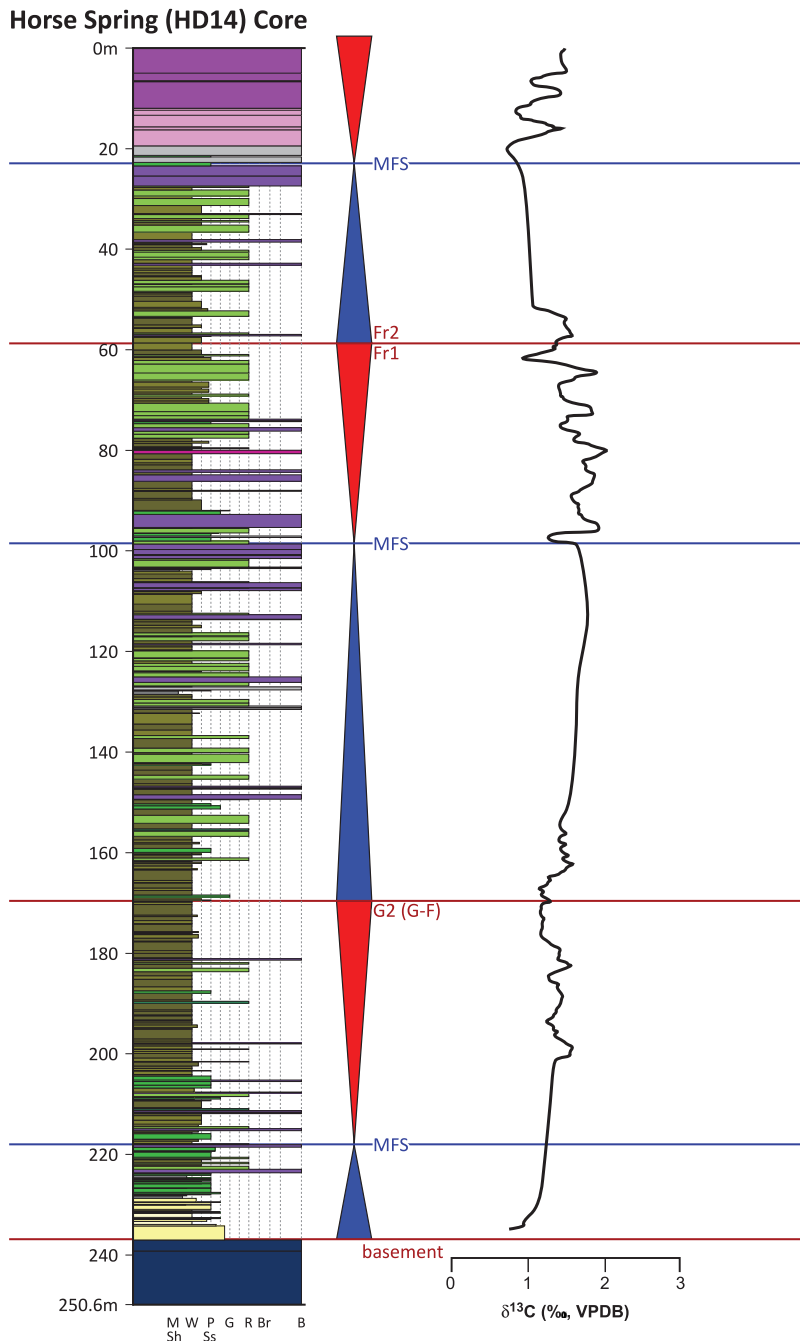 Horse Spring (HD14) Core
0m
20
MFS
40
Fr2
60
Fr1
80
100
MFS
120
140
160
G2 (G-F)
180
200
220
MFS
240
basement
250.6m
0 1 2 3
δ¹³C (‰, VPDB)
M W P G R Br B
Sh Ss